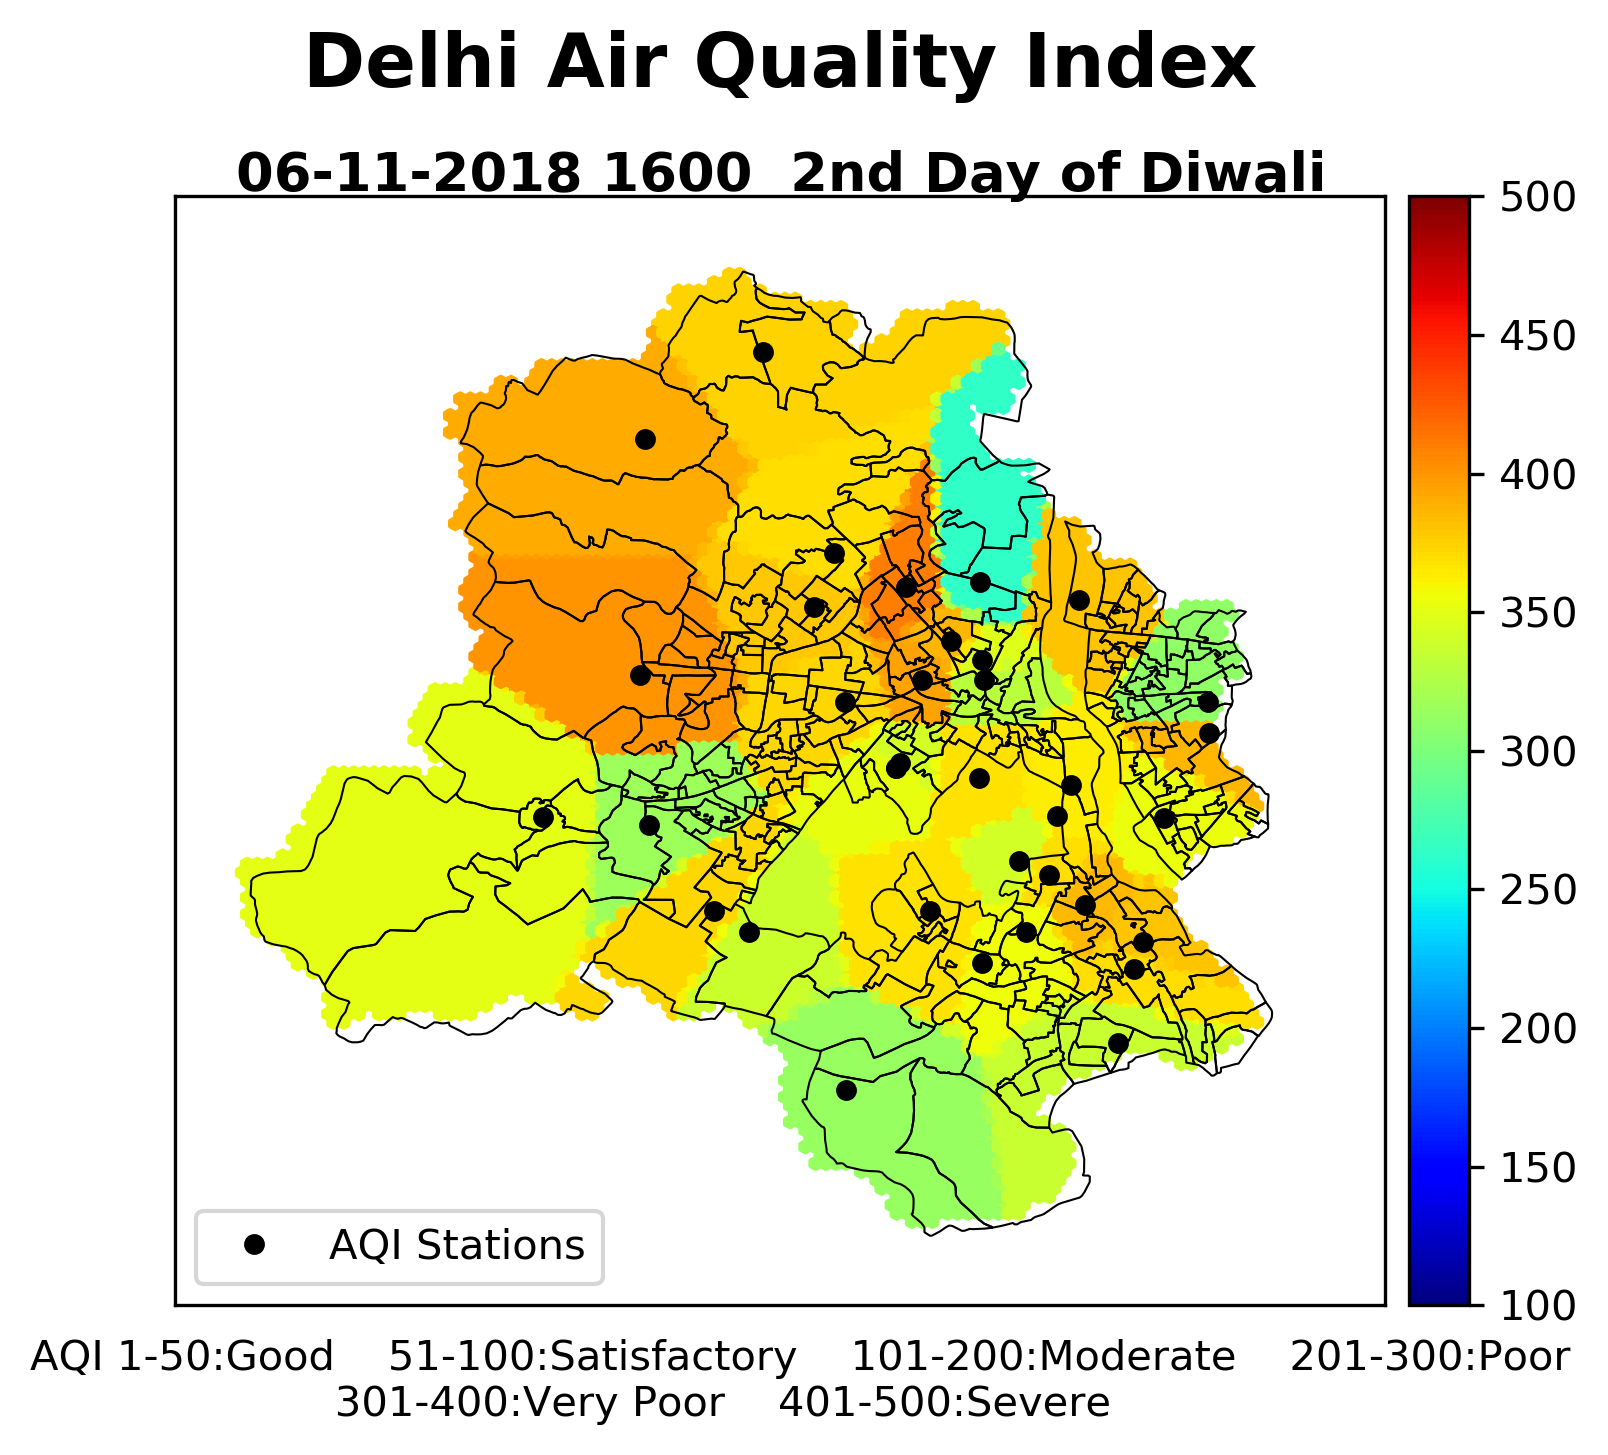 Delhi Air Quality Index
06-11-2018 1600 2nd Day of Diwali
500
450
400
350
300
250
200
150
100
AQI Stations
AQI 1-50:Good 51-100:Satisfactory 101-200:Moderate 201-300:Poor
301-400:Very Poor 401-500:Severe